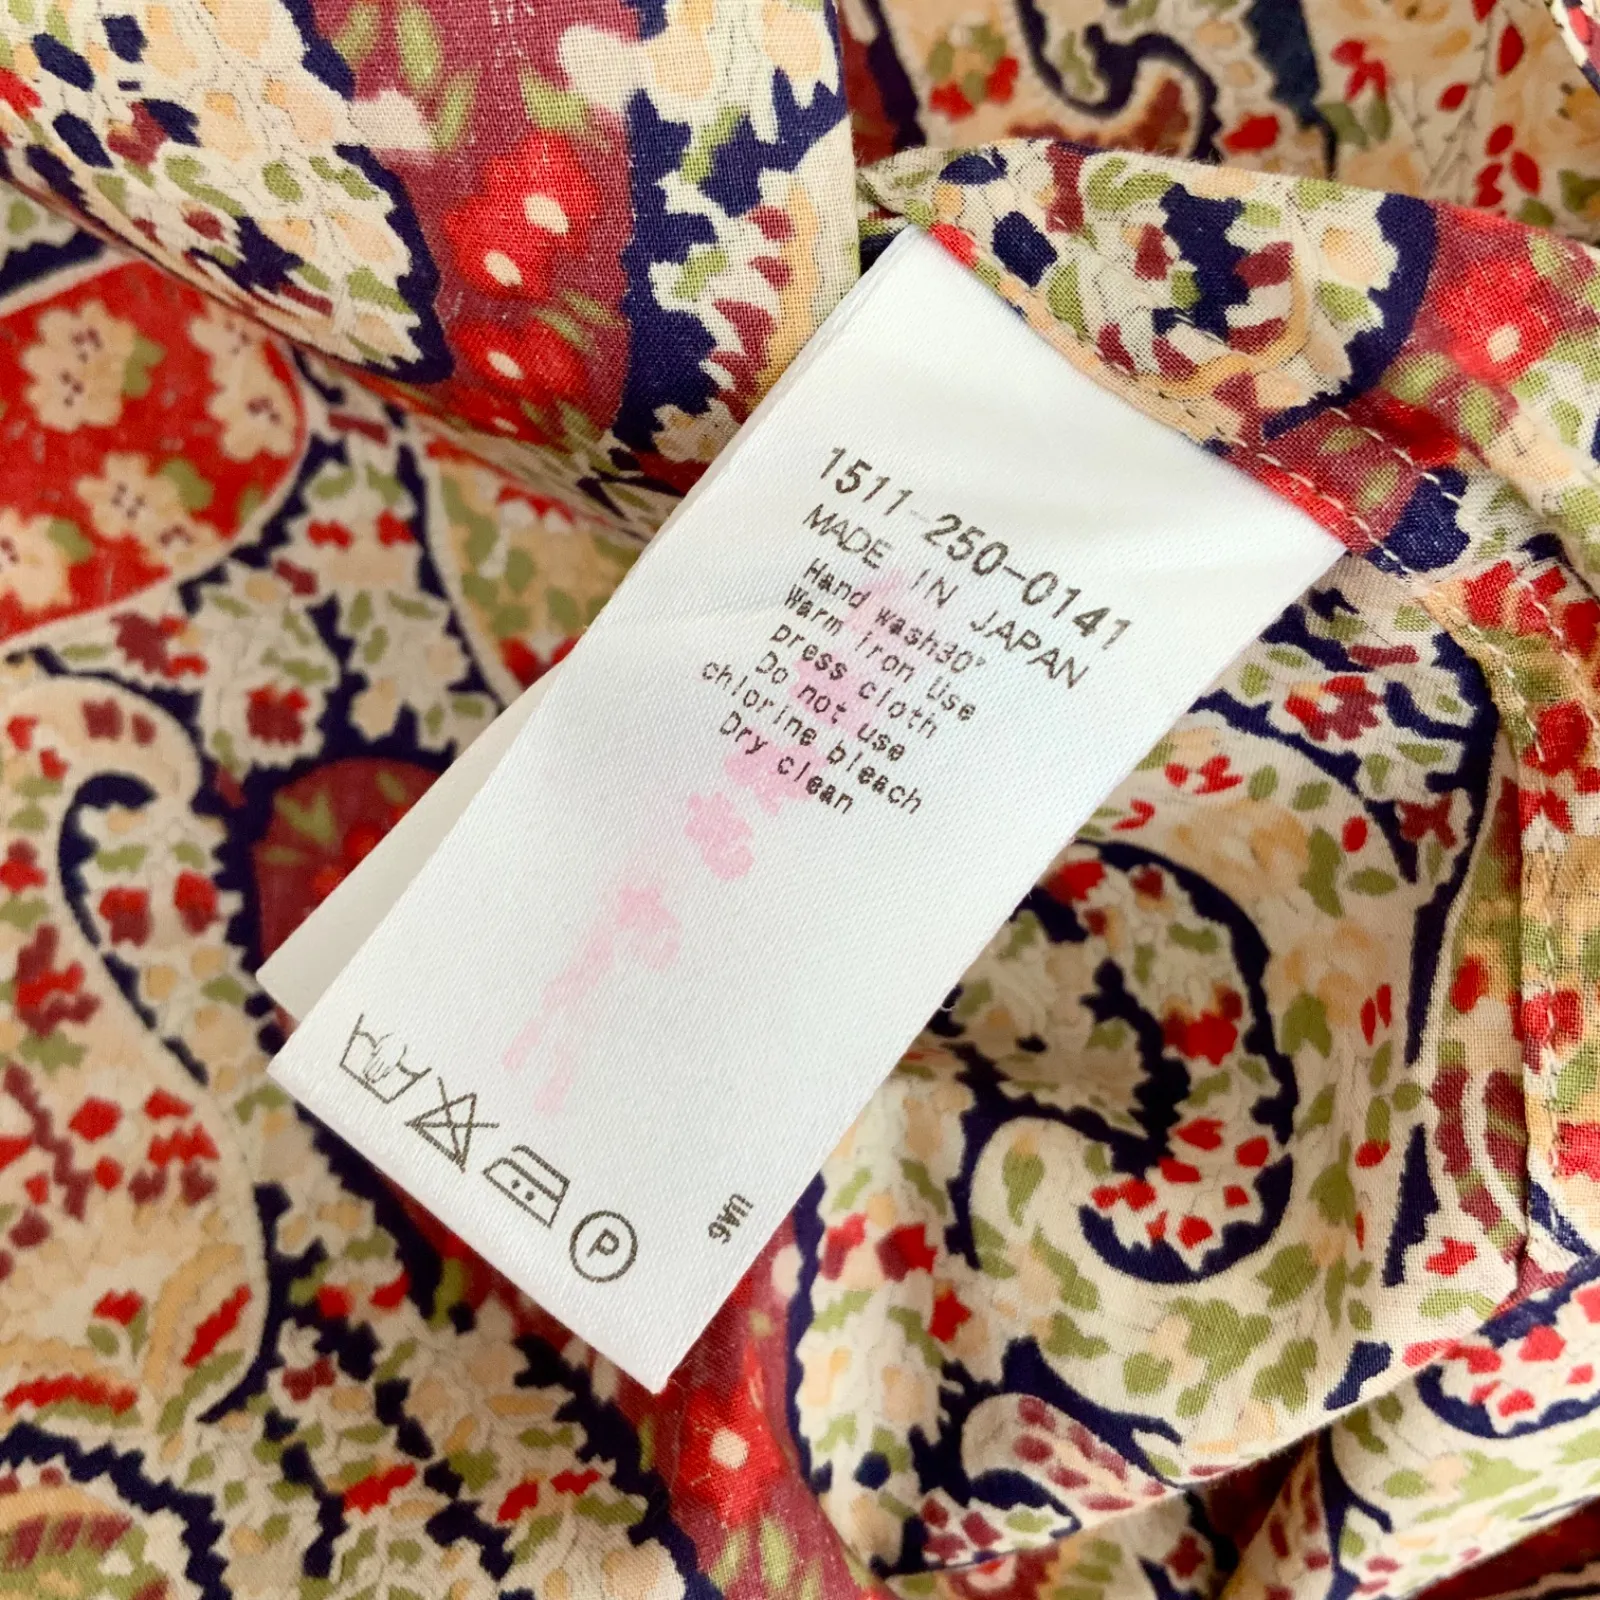 1511-250-0141
MADE IN JAPAN
Hand wash30°
Warm iron Use
press cloth
Do not use
chlorine bleach
Dry clean
P
UA6